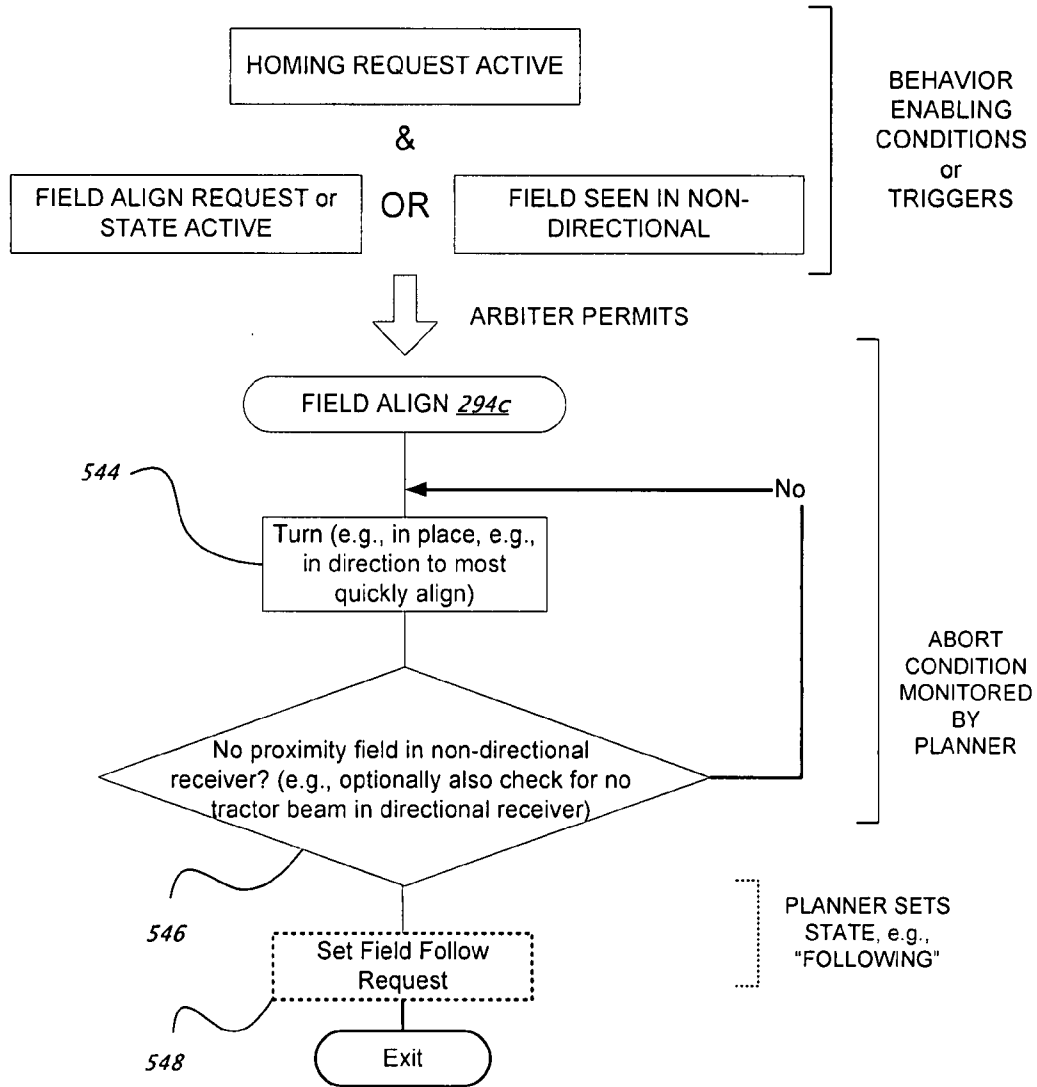 HOMING REQUEST ACTIVE
&
FIELD ALIGN REQUEST or
STATE ACTIVE
OR
FIELD SEEN IN NON-
DIRECTIONAL
BEHAVIOR
ENABLING
CONDITIONS
or
TRIGGERS
ARBITER PERMITS
FIELD ALIGN 294c
544
No
Turn (e.g., in place, e.g.,
in direction to most
quickly align)
ABORT
CONDITION
MONITORED
BY
PLANNER
No proximity field in non-directional
receiver? (e.g., optionally also check for no
tractor beam in directional receiver)
546
PLANNER SETS
STATE, e.g.,
"FOLLOWING"
Set Field Follow
Request
548
Exit